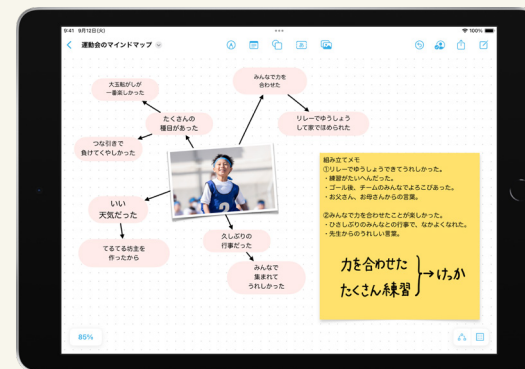 9:41 9月12日(火)
100%
運動会のマインドマップ
大玉転がしが
一番楽しかった
みんなで力を
合わせた
たくさんの
種目があった
リレーでゆうしょう
して家でほめられた
つな引きで
負けてくやしかった
いい
天気だった
てるてる坊主を
作ったから
久しぶりの
行事だった
みんなで
集まれて
うれしかった
組み立てメモ
①リレーでゆうしょうできてうれしかった。
・練習がたいへんだった。
・ゴール後、チームのみんなでよろこびあった。
・お父さん、お母さんからの言葉。
②みんなで力を合わせたことが楽しかった。
・ひさしぶりのみんなとの行事で、なかよくなれた。
・先生からのうれしい言葉。
力を合わせた
たくさん練習
→けっか
85%